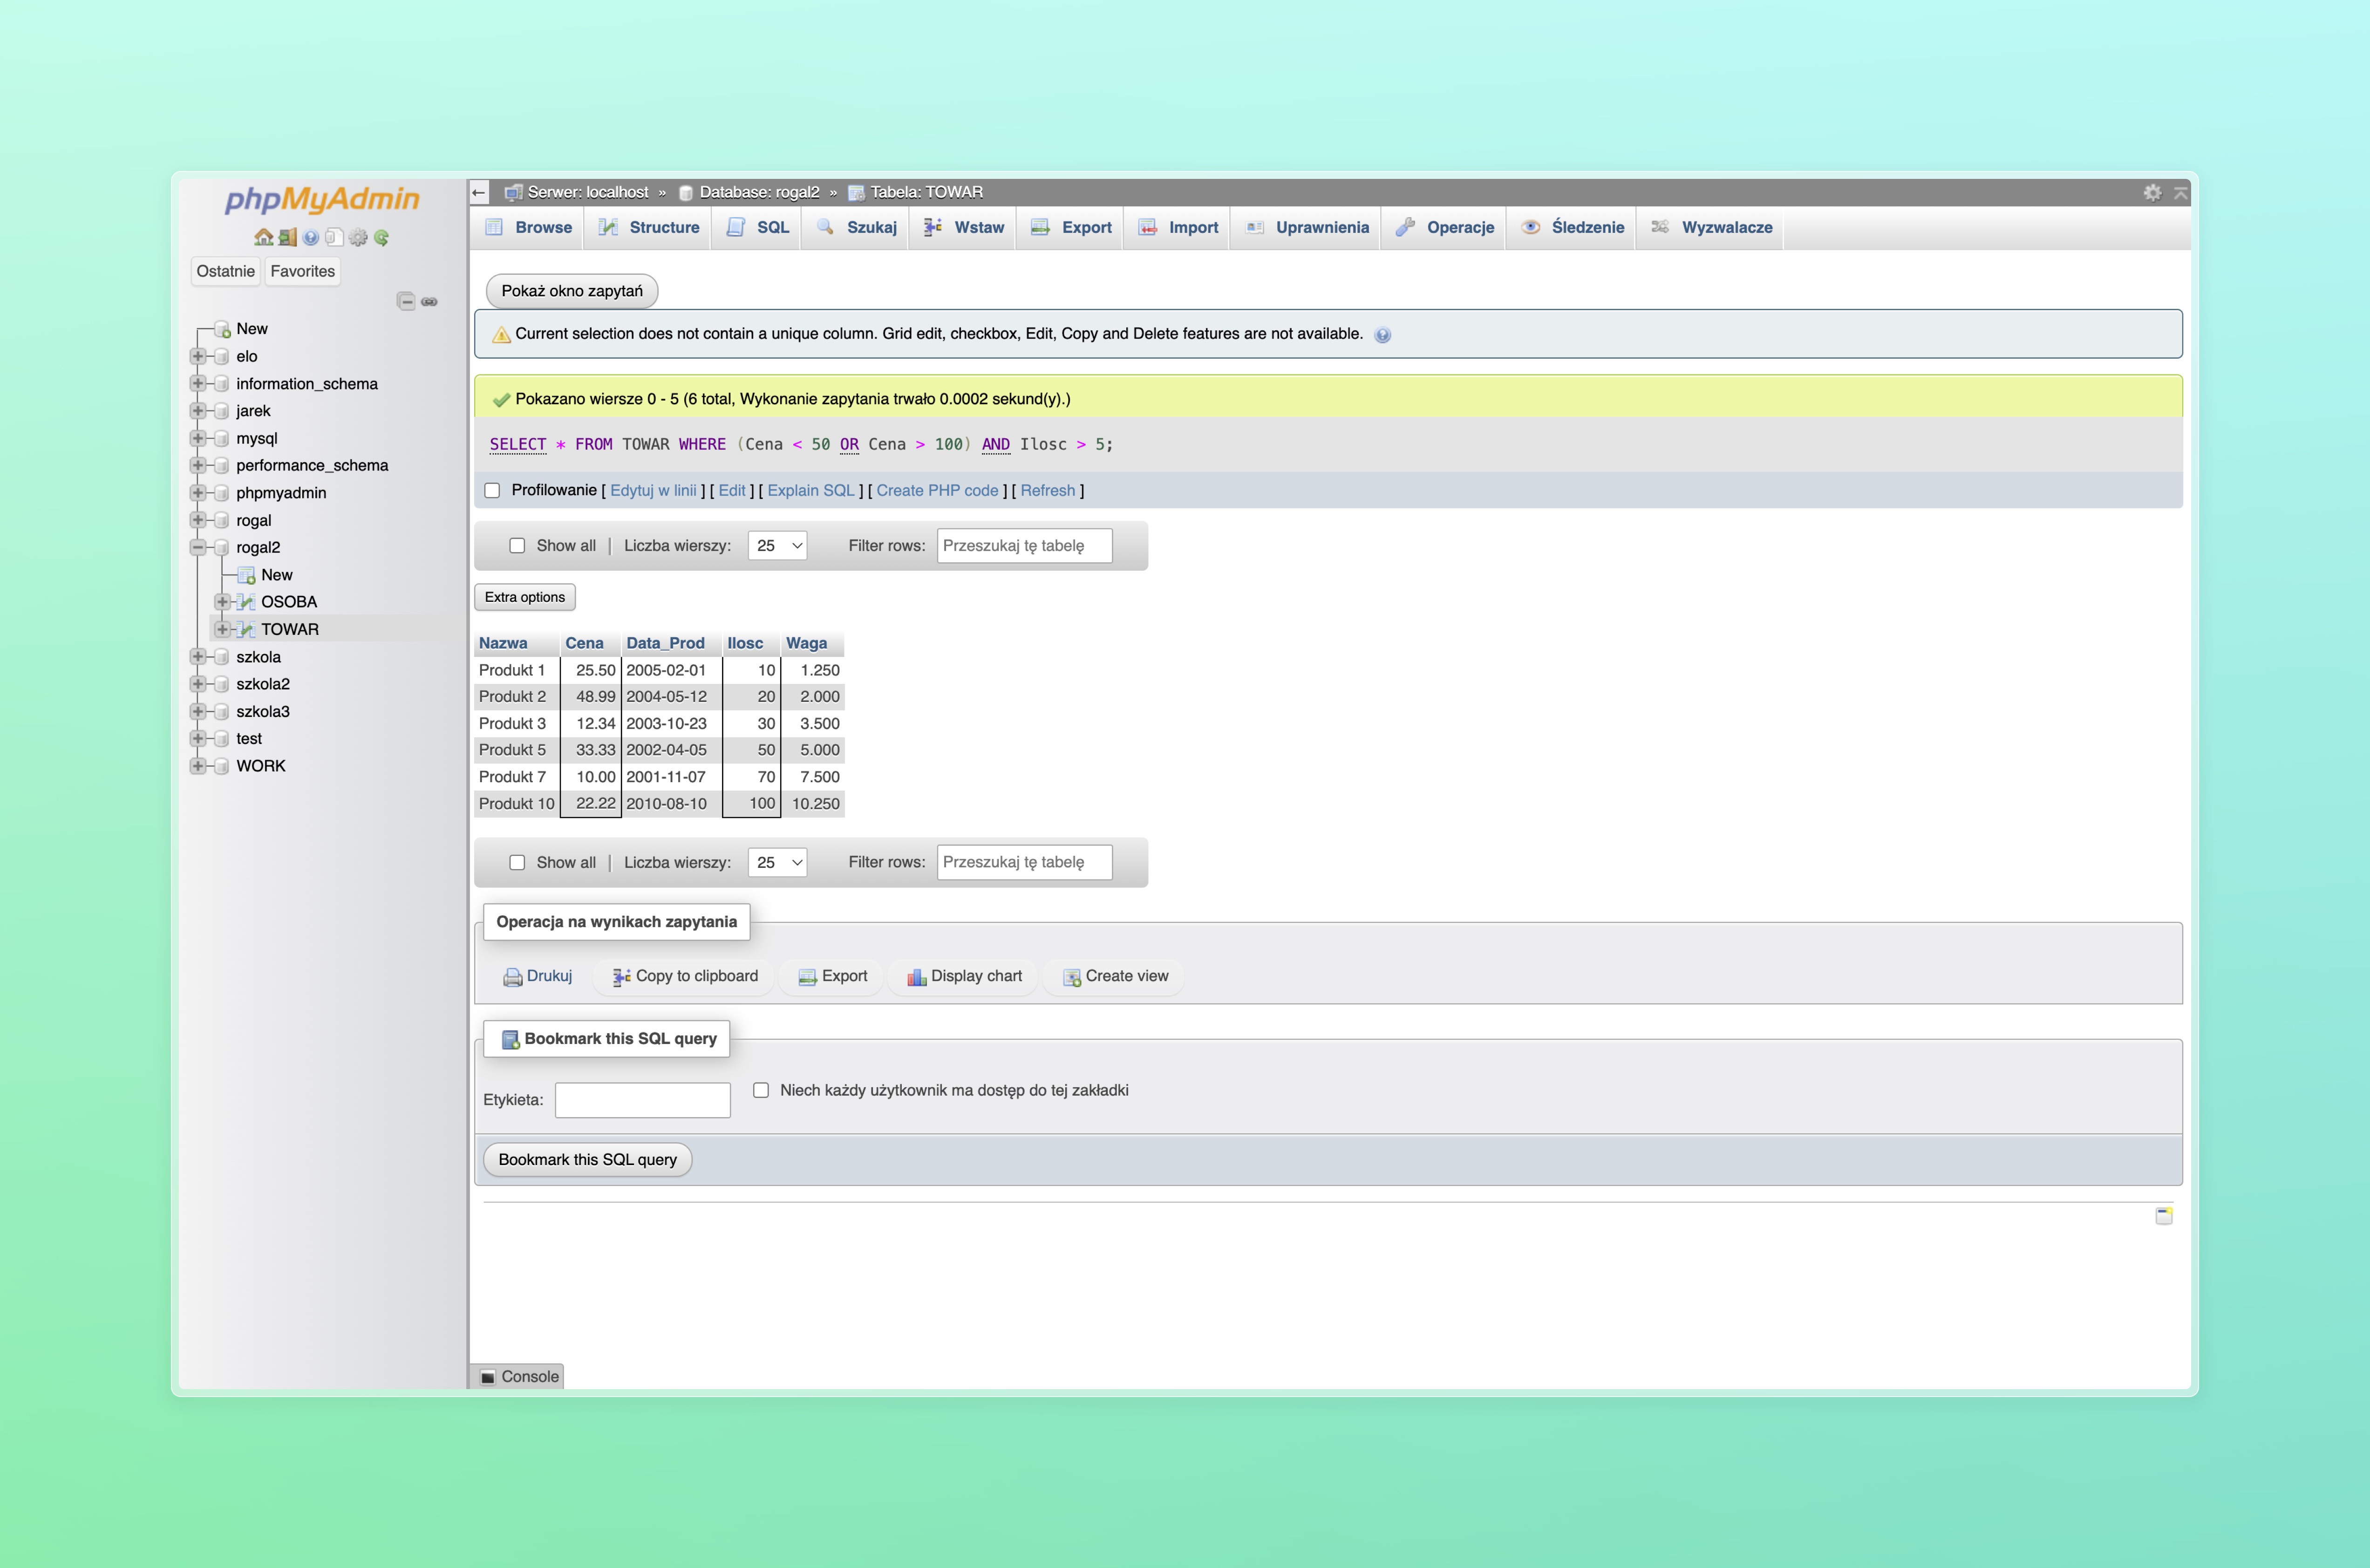 phpMyAdmin
Ostatnie Favorites
New
elo
information_schema
jarek
mysql
performance_schema
phpmyadmin
rogal
rogal2
New
OSOBA
TOWAR
szkola
szkola2
szkola3
test
WORK
Serwer: localhost » Database: rogal2 » Tabela: TOWAR
Browse Structure SQL Szukaj Wstaw Export Import Uprawnienia Operacje Śledzenie Wyzwalacze
Pokaż okno zapytań
Current selection does not contain a unique column. Grid edit, checkbox, Edit, Copy and Delete features are not available.
Pokazano wiersze 0 - 5 (6 total, Wykonanie zapytania trwało 0.0002 sekund(y).)
SELECT * FROM TOWAR WHERE (Cena < 50 OR Cena > 100) AND Ilosc > 5;
Profilowanie [ Edytuj w linii ] [ Edit ] [ Explain SQL ] [ Create PHP code ] [ Refresh ]
Show all | Liczba wierszy: 25 Filter rows: Przeszukaj tę tabelę
Extra options
Nazwa Cena Data_Prod Ilosc Waga
Produkt 1 25.50 2005-02-01 10 1.250
Produkt 2 48.99 2004-05-12 20 2.000
Produkt 3 12.34 2003-10-23 30 3.500
Produkt 5 33.33 2002-04-05 50 5.000
Produkt 7 10.00 2001-11-07 70 7.500
Produkt 10 22.22 2010-08-10 100 10.250
Show all | Liczba wierszy: 25 Filter rows: Przeszukaj tę tabelę
Operacja na wynikach zapytania
Drukuj Copy to clipboard Export Display chart Create view
Bookmark this SQL query
Etykieta: Niech każdy użytkownik ma dostęp do tej zakładki
Bookmark this SQL query
Console